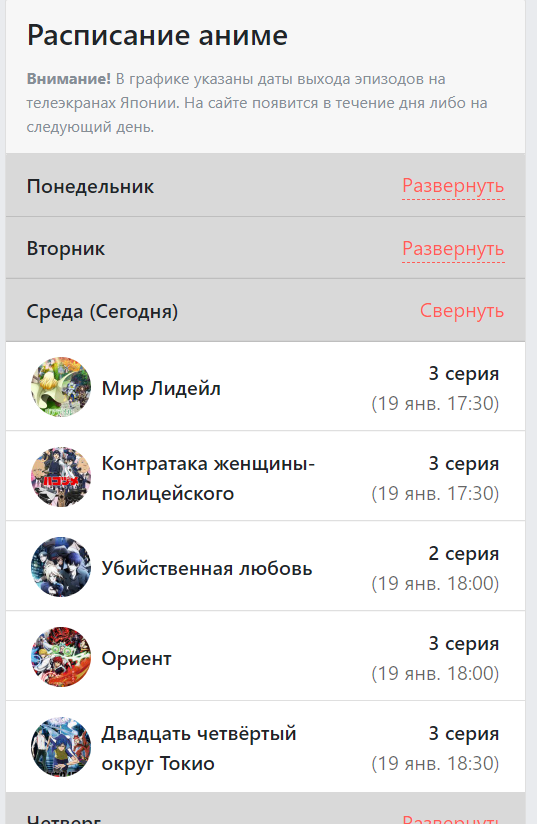 Расписание аниме
Внимание! В графике указаны даты выхода эпизодов на
телеэкранах Японии. На сайте появится в течение дня либо на
следующий день.
Понедельник Развернуть
Вторник Развернуть
Среда (Сегодня) Свернуть
Мир Лидейл
3 серия
(19 янв. 17:30)
Контратака женщины-
полицейского
3 серия
(19 янв. 17:30)
Убийственная любовь
2 серия
(19 янв. 18:00)
Ориент
3 серия
(19 янв. 18:00)
Двадцать четвёртый
округ Токио
3 серия
(19 янв. 18:30)
Четверг Развернуть